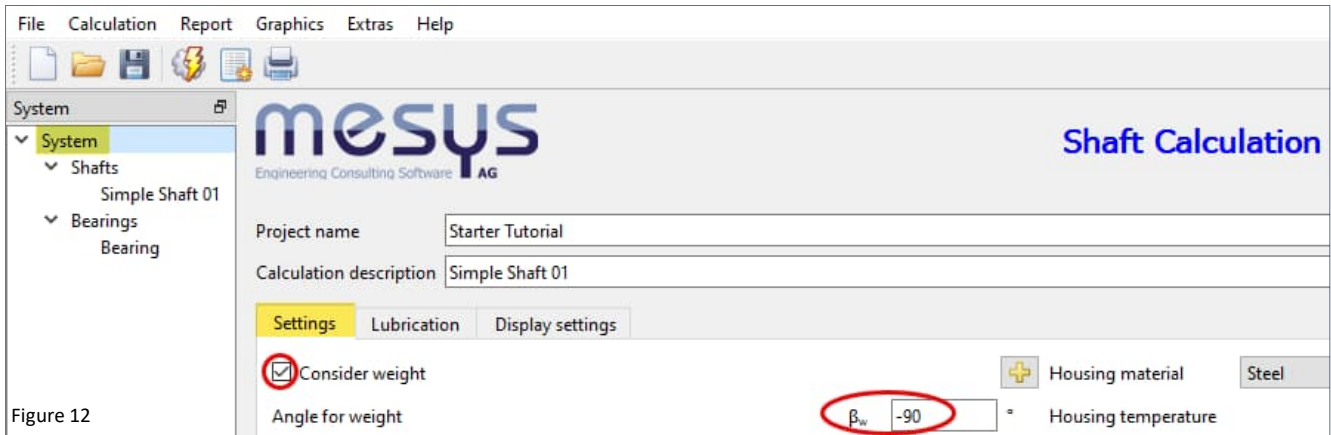 File Calculation Report Graphics Extras Help
System
System
Shafts
Simple Shaft 01
Bearings
Bearing
mesys AG
Engineering Consulting Software
Shaft Calculation
Project name Starter Tutorial
Calculation description Simple Shaft 01
Settings Lubrication Display settings
Consider weight Housing material Steel
Angle for weight βw -90 ° Housing temperature
Figure 12